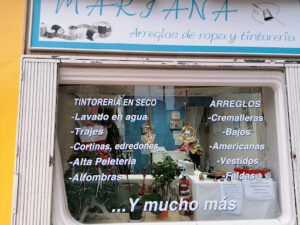 MARIANA
Arreglos de ropa y tintorería
TINTORERÍA EN SECO
-Lavado en agua
-Trajes
-Cortinas, edredones
-Alta Peletería
-Alfombras
ARREGLOS
-Cremalleras
-Bajos
-Americanas
-Vestidos
-Faldas
...Y mucho más